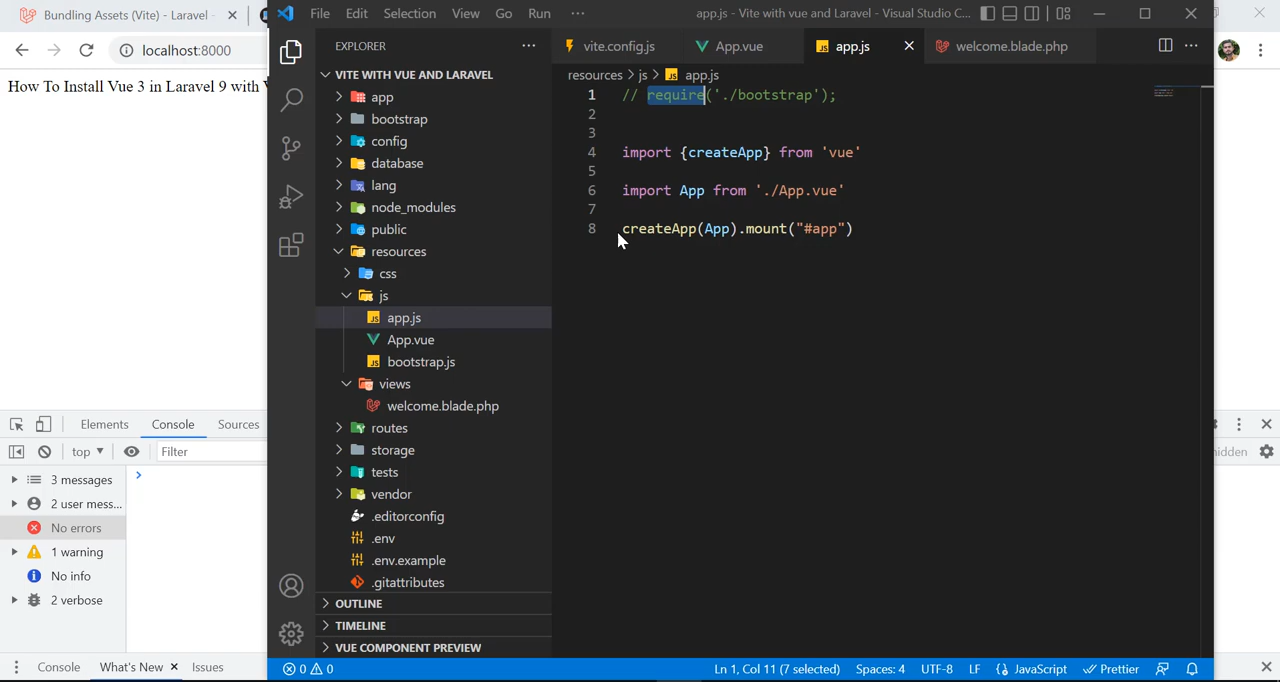 Bundling Assets (Vite) - Laravel -
File Edit Selection View Go Run ···
app.js - Vite with vue and Laravel - Visual Studio C...
localhost:8000
How To Install Vue 3 in Laravel 9 with
EXPLORER
vite.config.js
App.vue
app.js
welcome.blade.php
VITE WITH VUE AND LARAVEL
resources > js > app.js
app
bootstrap
config
database
lang
node_modules
public
resources
css
js
app.js
App.vue
bootstrap.js
views
welcome.blade.php
routes
storage
tests
vendor
.editorconfig
.env
.env.example
.gitattributes
OUTLINE
TIMELINE
VUE COMPONENT PREVIEW
1 // require('./bootstrap');
2
3
4 import {createApp} from 'vue'
5
6 import App from './App.vue'
7
8 createApp(App).mount("#app")
Elements Console Sources
top ▼ Filter
hidden
3 messages
2 user mess...
No errors
1 warning
No info
2 verbose
Console What's New Issues
0 0
Ln 1, Col 11 (7 selected) Spaces: 4 UTF-8 LF JavaScript Prettier